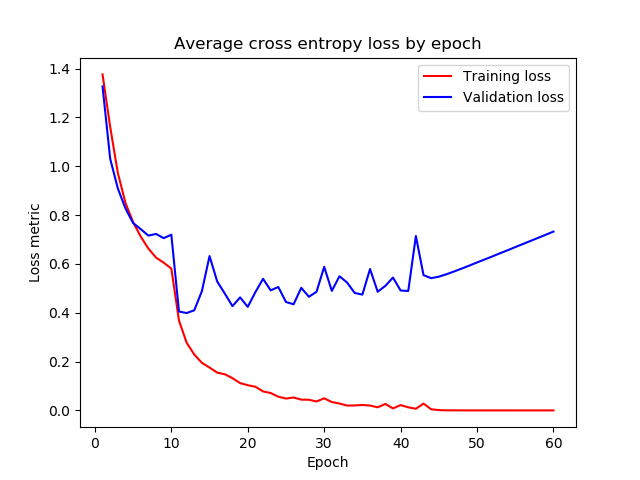 Average cross entropy loss by epoch
Training loss
Validation loss
Loss metric
1.4
1.2
1.0
0.8
0.6
0.4
0.2
0.0
0 10 20 30 40 50 60
Epoch